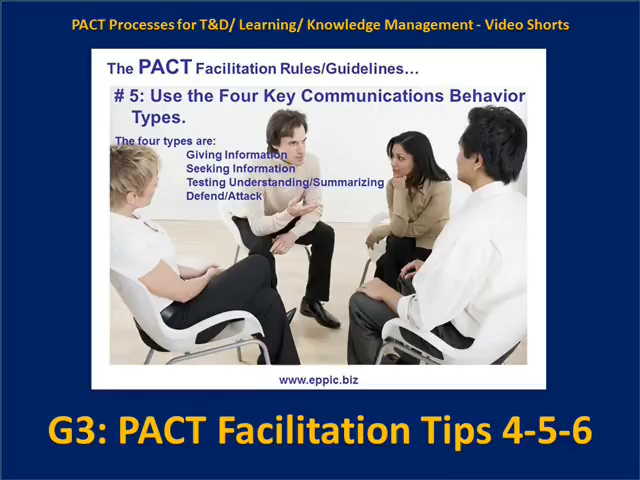 PACT Processes for T&D/ Learning/ Knowledge Management - Video Shorts
The PACT Facilitation Rules/Guidelines…
# 5: Use the Four Key Communications Behavior
Types.
The four types are:
Giving Information
Seeking Information
Testing Understanding/Summarizing
Defend/Attack
www.eppic.biz
G3: PACT Facilitation Tips 4-5-6